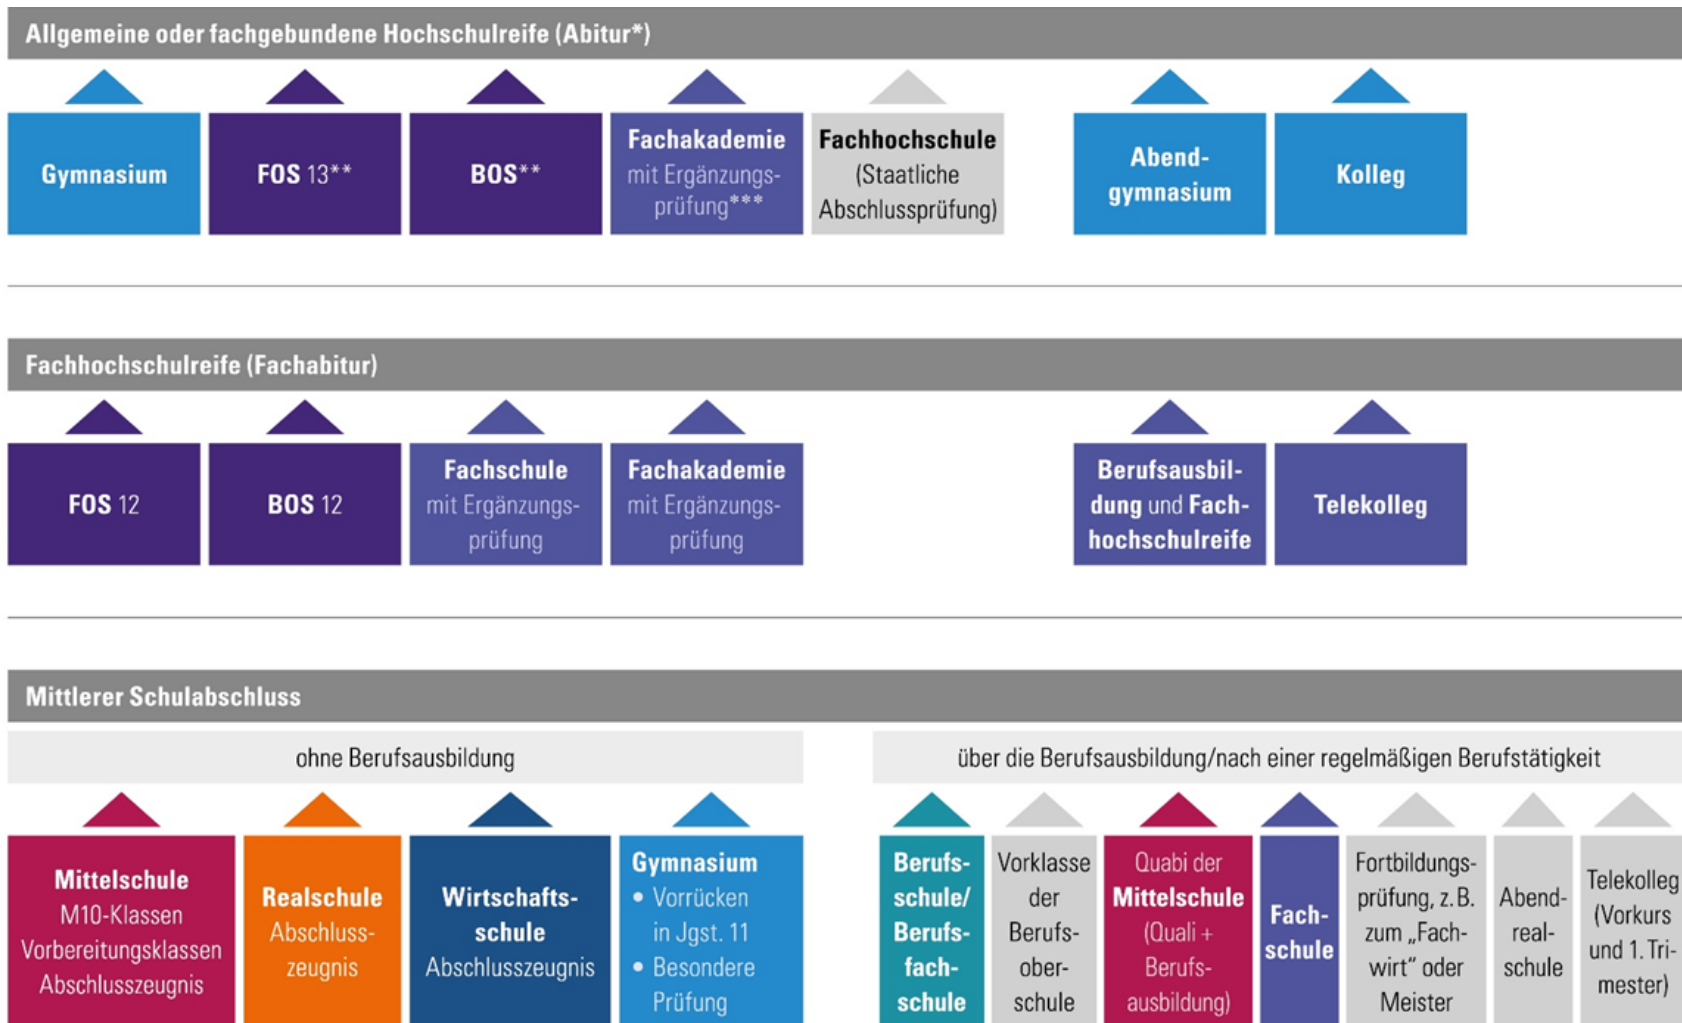 Allgemeine oder fachgebundene Hochschulreife (Abitur*)
Gymnasium
FOS 13**
BOS**
Fachakademie
mit Ergänzungs-
prüfung***
Fachhochschule
(Staatliche
Abschlussprüfung)
Abend-
gymnasium
Kolleg
Fachhochschulreife (Fachabitur)
FOS 12
BOS 12
Fachschule
mit Ergänzungs-
prüfung
Fachakademie
mit Ergänzungs-
prüfung
Berufsausbil-
dung und Fach-
hochschulreife
Telekolleg
Mittlerer Schulabschluss
ohne Berufsausbildung
Mittelschule
M10-Klassen
Vorbereitungsklassen
Abschlusszeugnis
Realschule
Abschluss-
zeugnis
Wirtschafts-
schule
Abschlusszeugnis
Gymnasium
• Vorrücken
in Jgst. 11
• Besondere
Prüfung
über die Berufsausbildung/nach einer regelmäßigen Berufstätigkeit
Berufs-
schule/
Berufs-
fach-
schule
Vorklasse
der
Berufs-
ober-
schule
Quabi der
Mittelschule
(Quali +
Berufs-
ausbildung)
Fach-
schule
Fortbildungs-
prüfung, z. B.
zum „Fach-
wirt“ oder
Meister
Abend-
real-
schule
Telekolleg
(Vorkurs
und 1. Tri-
mester)